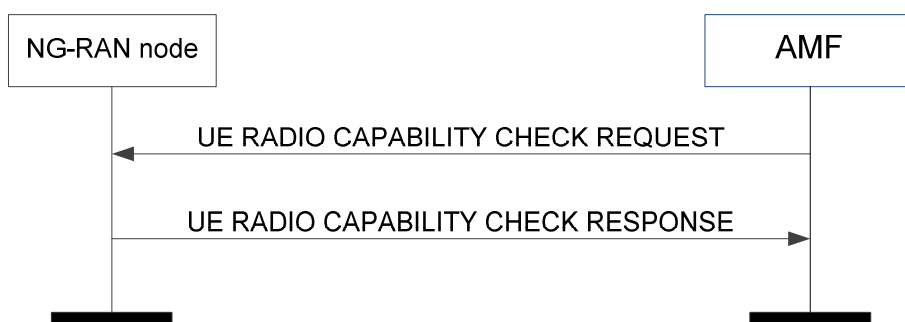 NG-RAN node
AMF
UE RADIO CAPABILITY CHECK REQUEST
UE RADIO CAPABILITY CHECK RESPONSE